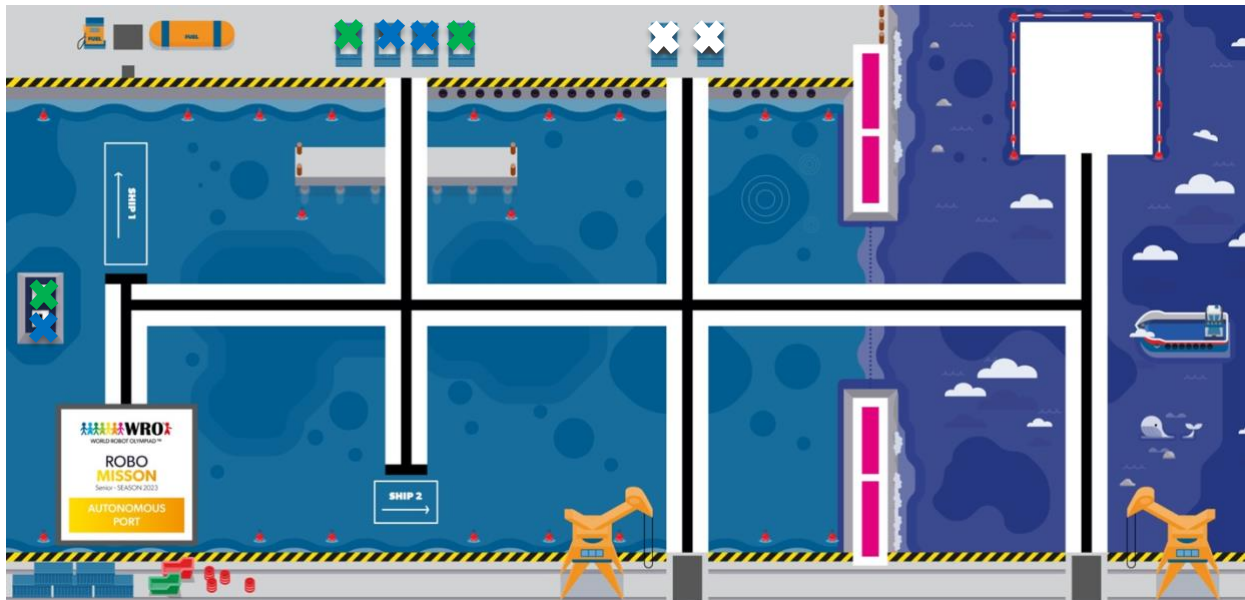 FUEL
FUEL
SHIP 1
WRO
WORLD ROBOT OLYMPIAD™
ROBO
MISSON
Senior - SEASON 2023
AUTONOMOUS
PORT
SHIP 2